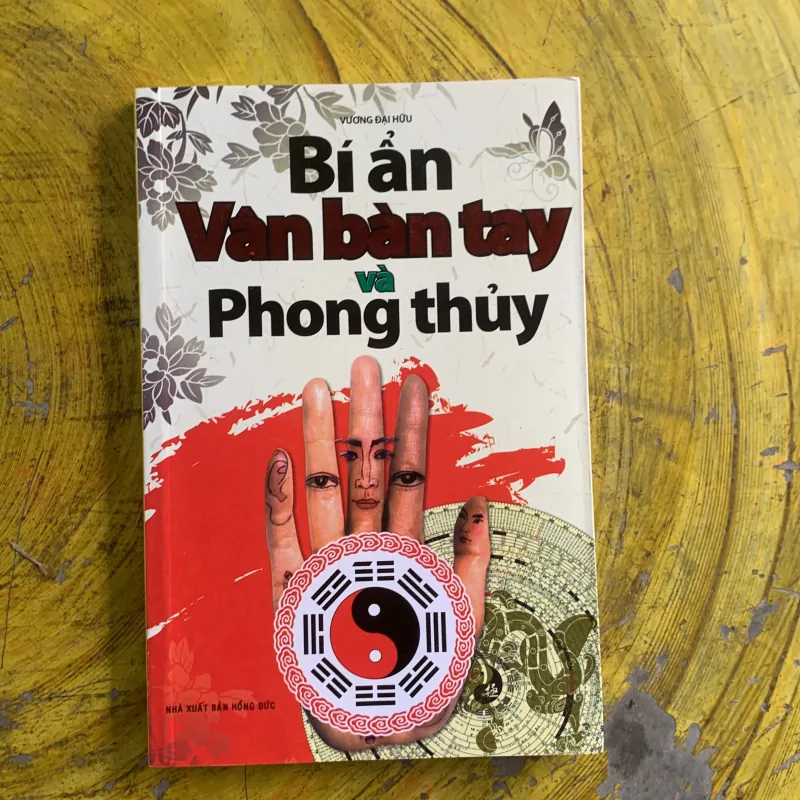 VƯƠNG ĐẠI HỮU
Bí ẩn
Vân bàn tay
và
Phong thủy
NHÀ XUẤT BẢN HỒNG ĐỨC